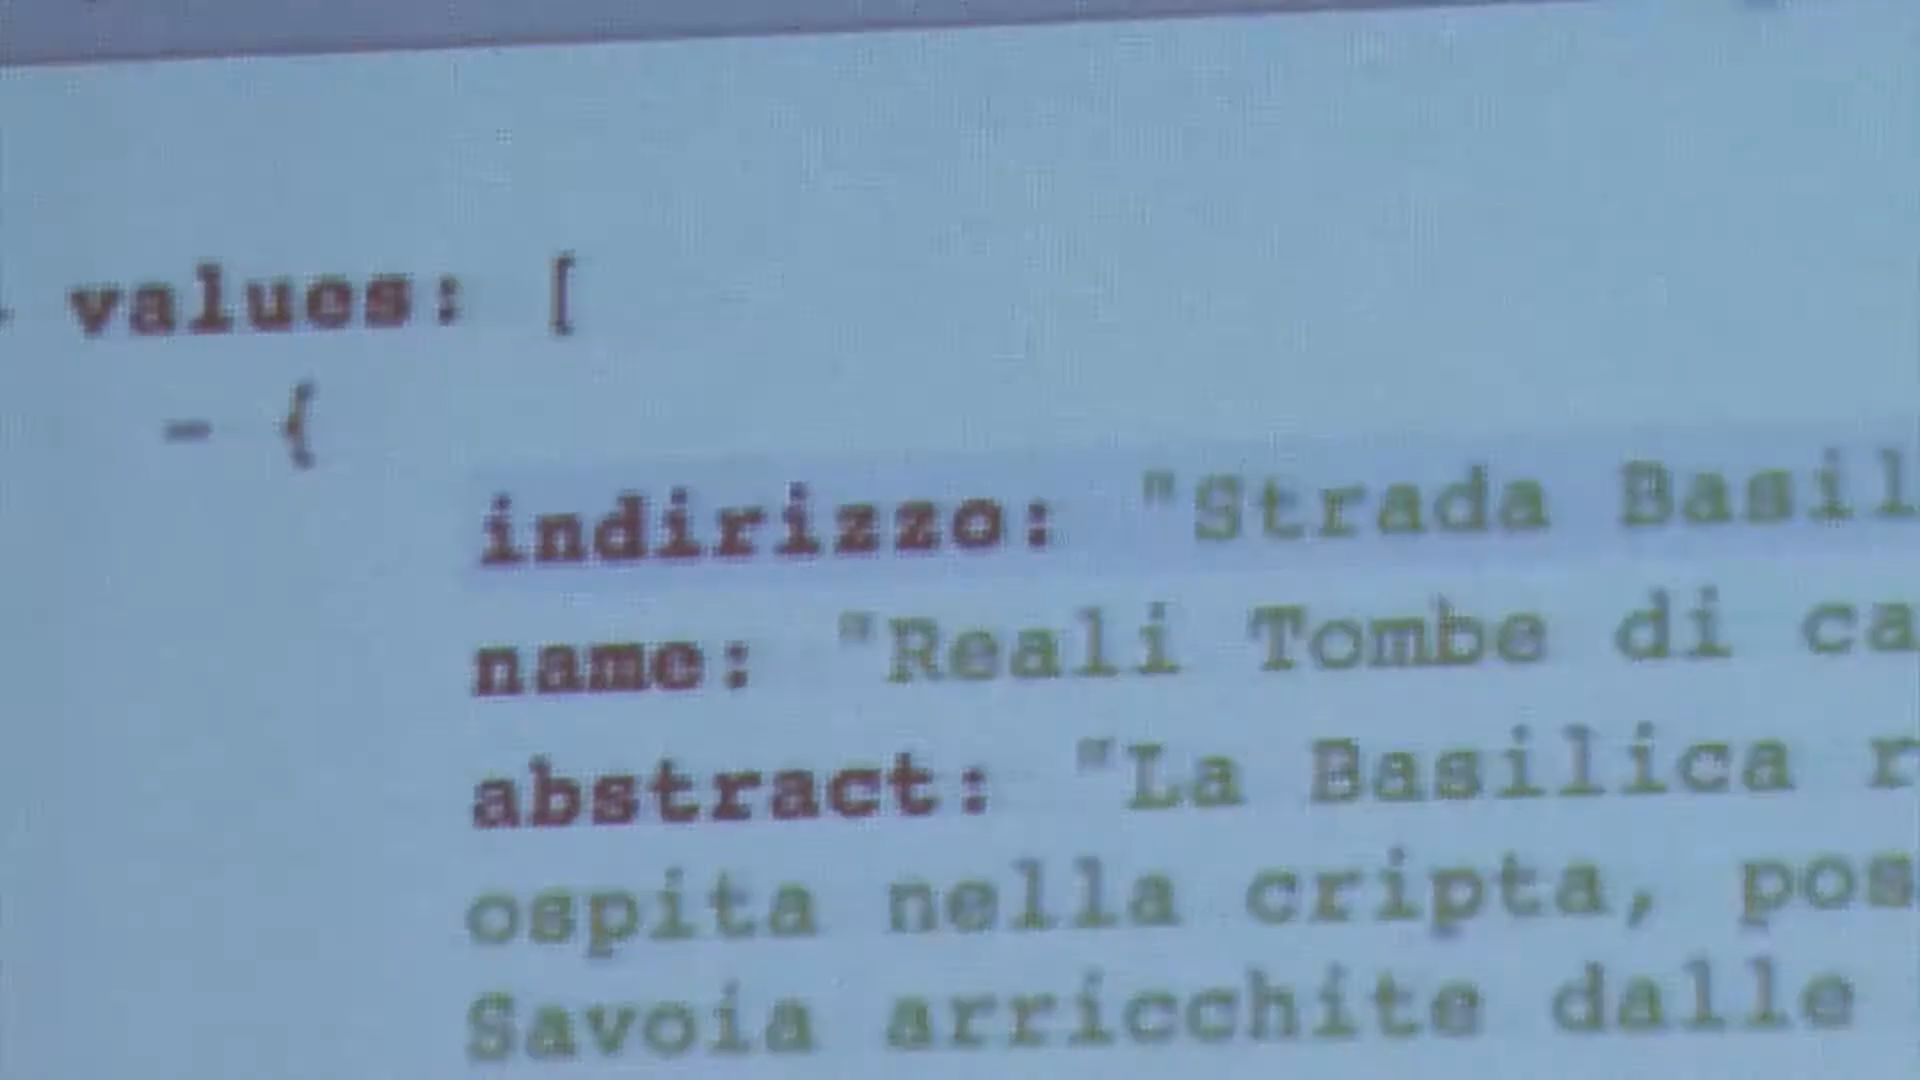 values: [
- {
indirizzo: "Strada Basil
name: "Reali Tombe di ca
abstract: "La Basilica r
ospita nella cripta, pos
Savoia arricchite dalle